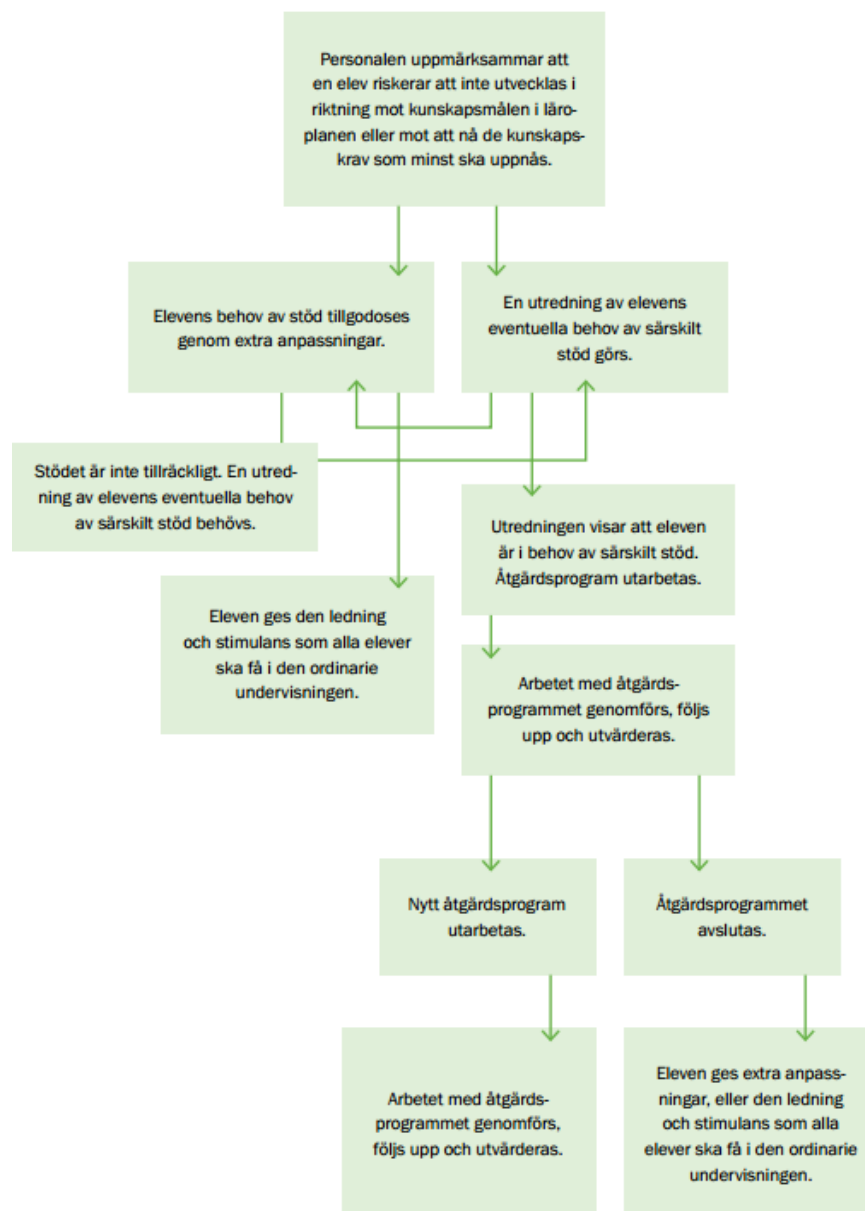 Personalen uppmärksammar att
en elev riskerar att inte utvecklas i
riktning mot kunskapsmålen i läro-
planen eller mot att nå de kunskaps-
krav som minst ska uppnås.
Elevens behov av stöd tillgodoses
genom extra anpassningar.
En utredning av elevens
eventuella behov av särskilt
stöd görs.
Stödet är inte tillräckligt. En utred-
ning av elevens eventuella behov
av särskilt stöd behövs.
Utredningen visar att eleven
är i behov av särskilt stöd.
Åtgärdsprogram utarbetas.
Eleven ges den ledning
och stimulans som alla elever
ska få i den ordinarie
undervisningen.
Arbetet med åtgärds-
programmet genomförs, följs
upp och utvärderas.
Nytt åtgärdsprogram
utarbetas.
Åtgärdsprogrammet
avslutas.
Arbetet med åtgärds-
programmet genomförs,
följs upp och utvärderas.
Eleven ges extra anpass-
ningar, eller den ledning
och stimulans som alla
elever ska få i den ordinarie
undervisningen.